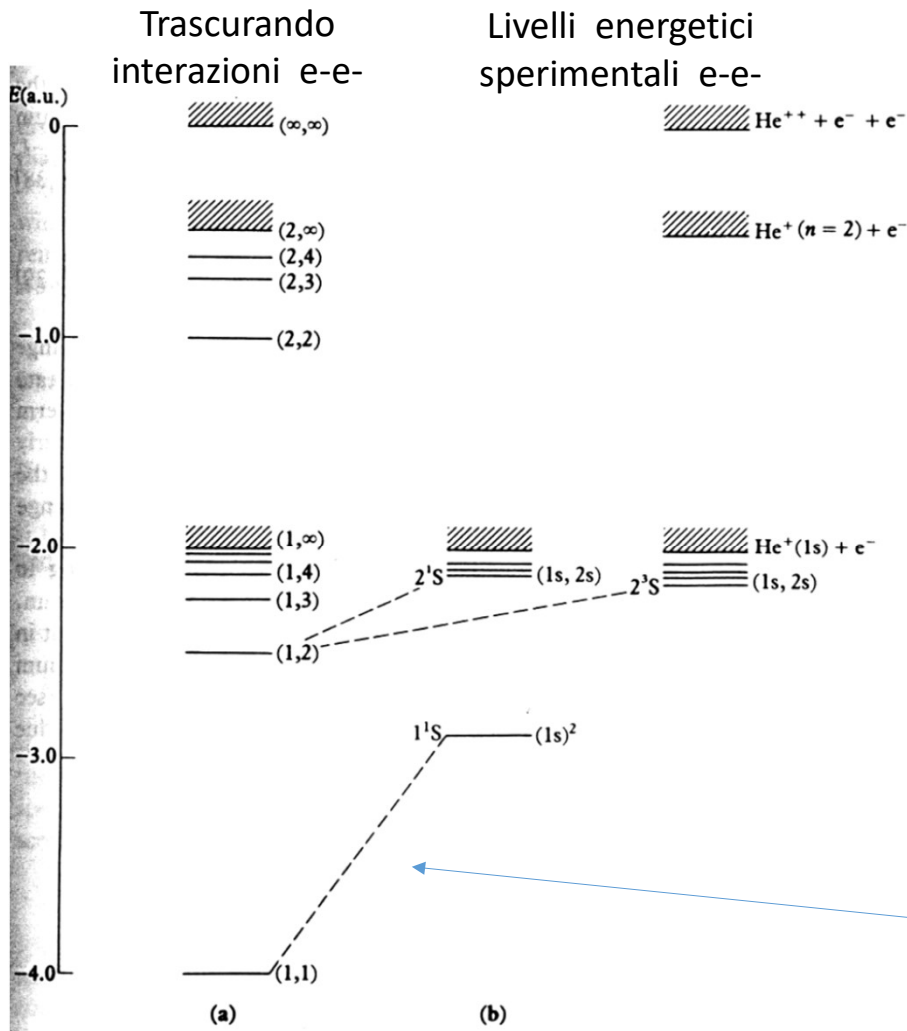 Trascurando
interazioni e-e-
Livelli energetici
sperimentali e-e-
E(a.u.)
0
(∞,∞)
He⁺⁺ + e⁻ + e⁻
(2,∞)
He⁺(n = 2) + e⁻
(2,4)
(2,3)
-1.0
(2,2)
-2.0
(1,∞)
He⁺(1s) + e⁻
(1,4)
2¹S
(1s, 2s)
2³S
(1s, 2s)
(1,3)
(1,2)
1¹S
(1s)²
-3.0
-4.0
(1,1)
(a)
(b)